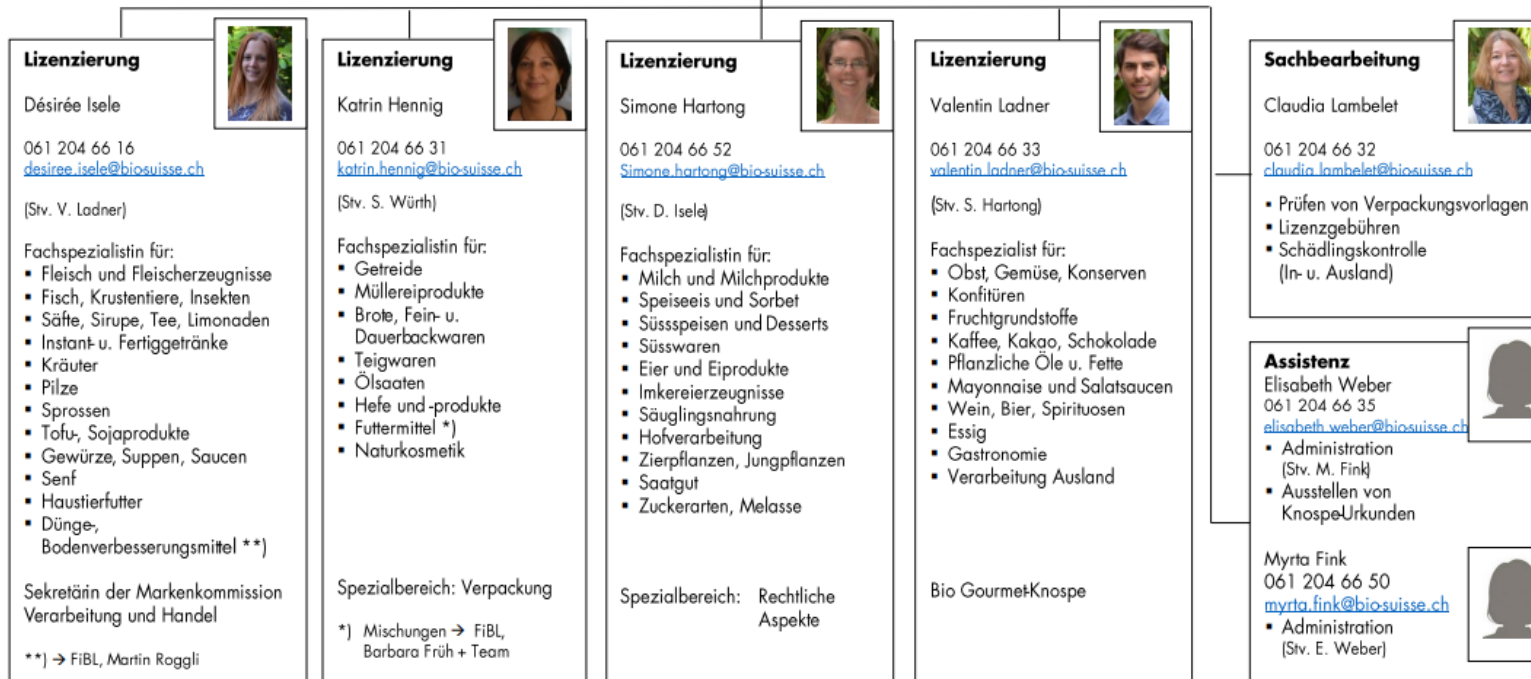 Lizenzierung
Désirée Isele
061 204 66 16
desiree.isele@bio-suisse.ch
(Stv. V. Ladner)
Fachspezialistin für:
▪ Fleisch und Fleischerzeugnisse
▪ Fisch, Krustentiere, Insekten
▪ Säfte, Sirupe, Tee, Limonaden
▪ Instant- u. Fertiggetränke
▪ Kräuter
▪ Pilze
▪ Sprossen
▪ Tofu-, Sojaprodukte
▪ Gewürze, Suppen, Saucen
▪ Senf
▪ Haustierfutter
▪ Dünge-,
Bodenverbesserungsmittel **)
Sekretärin der Markenkommission
Verarbeitung und Handel
**) → FiBL, Martin Roggli
Lizenzierung
Katrin Hennig
061 204 66 31
katrin.hennig@bio-suisse.ch
(Stv. S. Würth)
Fachspezialistin für:
▪ Getreide
▪ Müllereiprodukte
▪ Brote, Fein- u.
Dauerbackwaren
▪ Teigwaren
▪ Ölsaaten
▪ Hefe und -produkte
▪ Futtermittel *)
▪ Naturkosmetik
Spezialbereich: Verpackung
*) Mischungen → FiBL,
Barbara Früh + Team
Lizenzierung
Simone Hartong
061 204 66 52
Simone.hartong@bio-suisse.ch
(Stv. D. Isele)
Fachspezialistin für:
▪ Milch und Milchprodukte
▪ Speiseeis und Sorbet
▪ Süssspeisen und Desserts
▪ Süsswaren
▪ Eier und Eiprodukte
▪ Imkereierzeugnisse
▪ Säuglingsnahrung
▪ Hofverarbeitung
▪ Zierpflanzen, Jungpflanzen
▪ Saatgut
▪ Zuckerarten, Melasse
Spezialbereich: Rechtliche
Aspekte
Lizenzierung
Valentin Ladner
061 204 66 33
valentin.ladner@bio-suisse.ch
(Stv. S. Hartong)
Fachspezialist für:
▪ Obst, Gemüse, Konserven
▪ Konfitüren
▪ Fruchtgrundstoffe
▪ Kaffee, Kakao, Schokolade
▪ Pflanzliche Öle u. Fette
▪ Mayonnaise und Salatsaucen
▪ Wein, Bier, Spirituosen
▪ Essig
▪ Gastronomie
▪ Verarbeitung Ausland
Bio Gourmet-Knospe
Sachbearbeitung
Claudia Lambelet
061 204 66 32
claudia.lambelet@bio-suisse.ch
▪ Prüfen von Verpackungsvorlagen
▪ Lizenzgebühren
▪ Schädlingskontrolle
(In- u. Ausland)
Assistenz
Elisabeth Weber
061 204 66 35
elisabeth.weber@bio-suisse.ch
▪ Administration
(Stv. M. Fink)
▪ Ausstellen von
Knospe-Urkunden
Myrta Fink
061 204 66 50
myrta.fink@bio-suisse.ch
▪ Administration
(Stv. E. Weber)